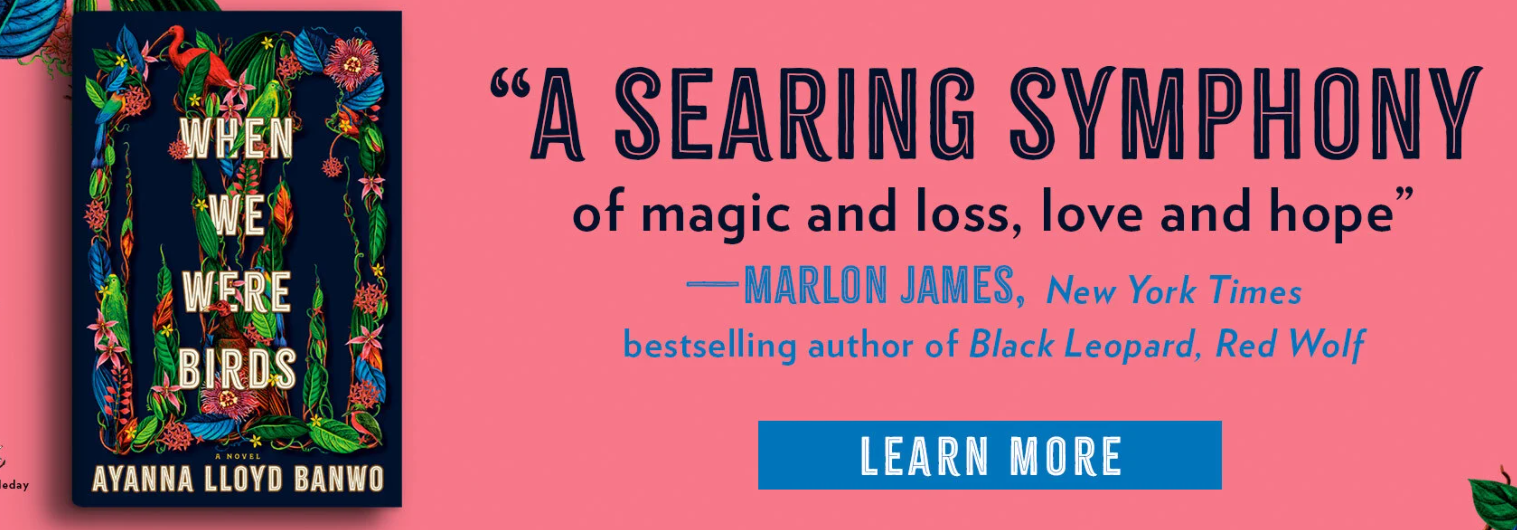 WHEN
WE
WERE
BIRDS
A NOVEL
AYANNA LLOYD BANWO
“A SEARING SYMPHONY
of magic and loss, love and hope”
—MARLON JAMES, New York Times
bestselling author of Black Leopard, Red Wolf
LEARN MORE